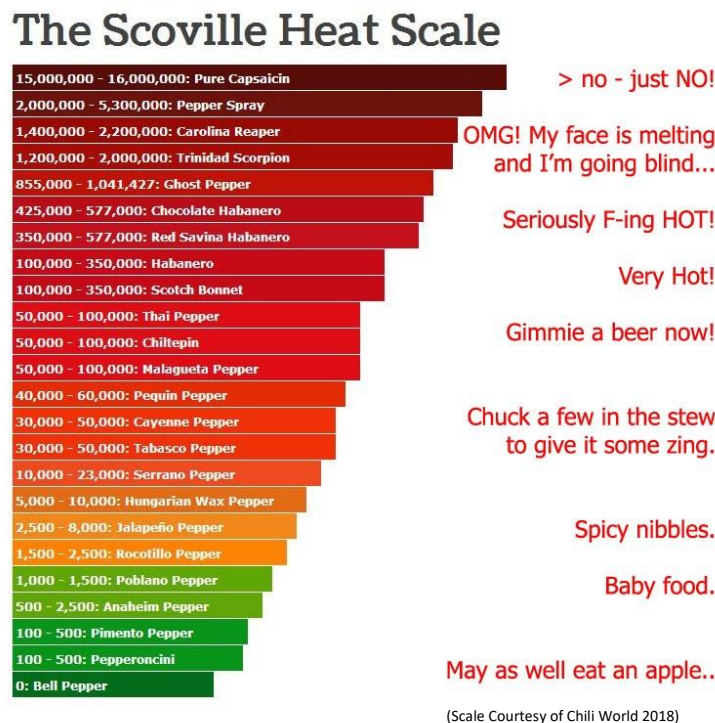 The Scoville Heat Scale
15,000,000 - 16,000,000: Pure Capsaicin
> no - just NO!
2,000,000 - 5,300,000: Pepper Spray
1,400,000 - 2,200,000: Carolina Reaper
OMG! My face is melting
1,200,000 - 2,000,000: Trinidad Scorpion
and I'm going blind...
855,000 - 1,041,427: Ghost Pepper
425,000 - 577,000: Chocolate Habanero
Seriously F-ing HOT!
350,000 - 577,000: Red Savina Habanero
100,000 - 350,000: Habanero
Very Hot!
100,000 - 350,000: Scotch Bonnet
50,000 - 100,000: Thai Pepper
Gimmie a beer now!
50,000 - 100,000: Chiltepin
50,000 - 100,000: Malagueta Pepper
40,000 - 60,000: Pequin Pepper
Chuck a few in the stew
30,000 - 50,000: Cayenne Pepper
to give it some zing.
30,000 - 50,000: Tabasco Pepper
10,000 - 23,000: Serrano Pepper
5,000 - 10,000: Hungarian Wax Pepper
2,500 - 8,000: Jalapeño Pepper
Spicy nibbles.
1,500 - 2,500: Rocotillo Pepper
1,000 - 1,500: Poblano Pepper
Baby food.
500 - 2,500: Anaheim Pepper
100 - 500: Pimento Pepper
100 - 500: Pepperoncini
May as well eat an apple..
0: Bell Pepper
(Scale Courtesy of Chili World 2018)